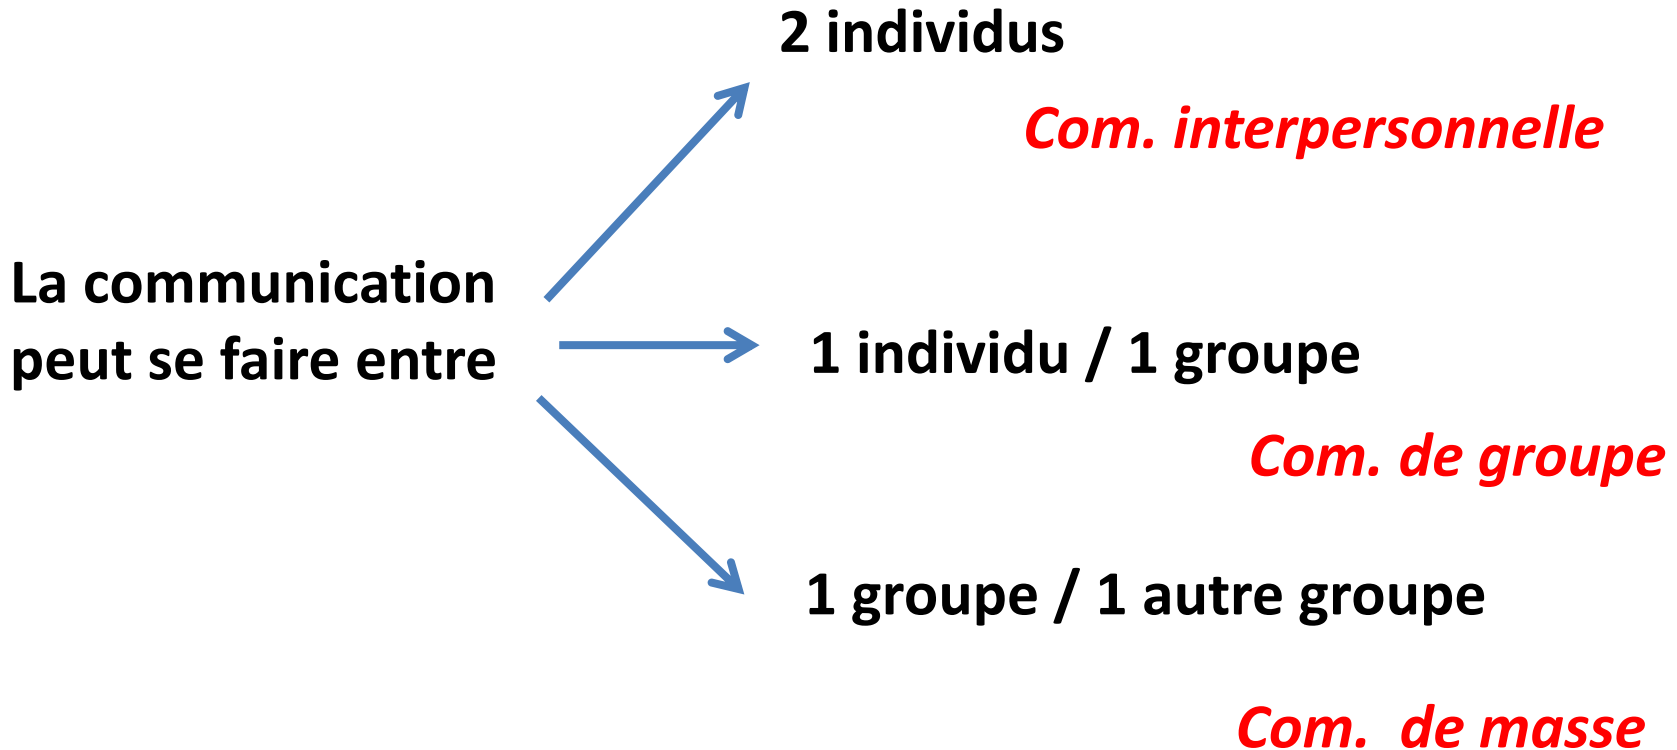 2 individus
Com. interpersonnelle
La communication
peut se faire entre
1 individu / 1 groupe
Com. de groupe
1 groupe / 1 autre groupe
Com. de masse